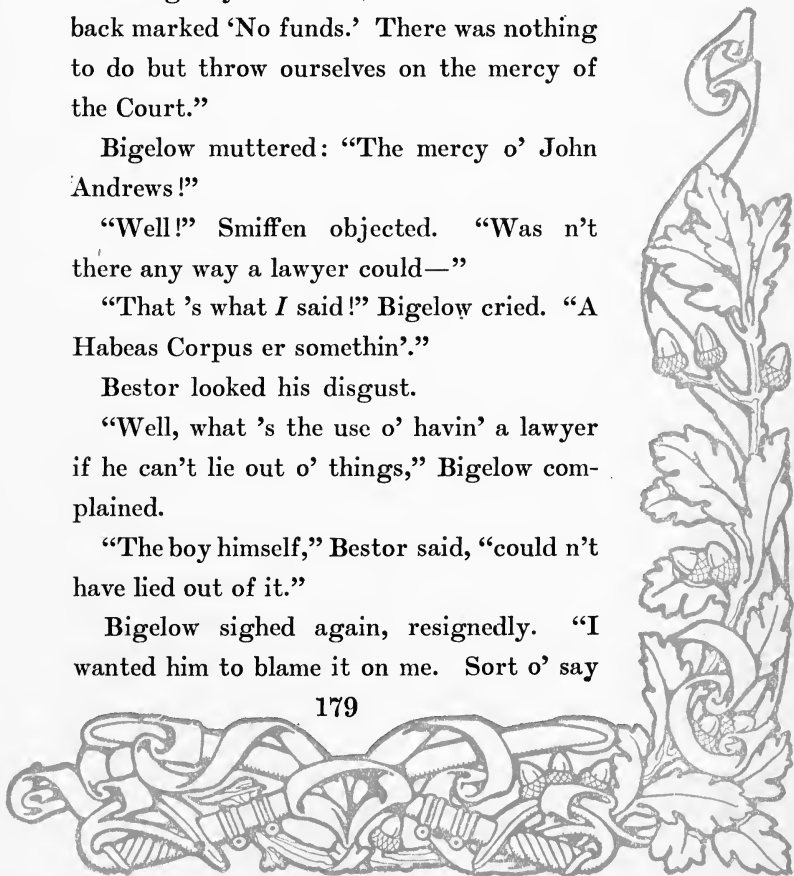 back marked ‘No funds.’ There was nothing
to do but throw ourselves on the mercy of
the Court.”
Bigelow muttered: “The mercy o’ John
Andrews!”
“Well!” Smiffen objected. “Was n’t
there any way a lawyer could—”
“That ’s what I said!” Bigelow cried. “A
Habeas Corpus er somethin’.”
Bestor looked his disgust.
“Well, what ’s the use o’ havin’ a lawyer
if he can’t lie out o’ things,” Bigelow com-
plained.
“The boy himself,” Bestor said, “could n’t
have lied out of it.”
Bigelow sighed again, resignedly. “I
wanted him to blame it on me. Sort o’ say
179